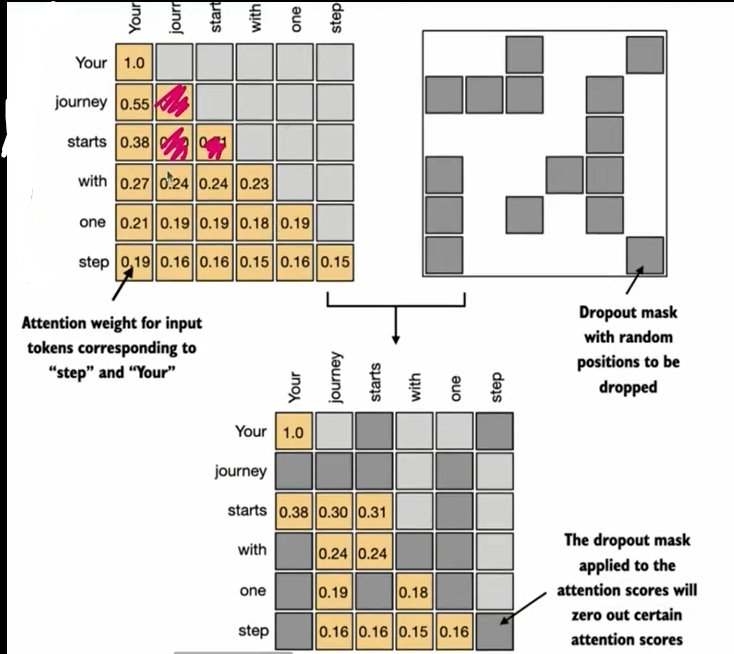 Your jour start with one step
Your 1.0
journey 0.55
starts 0.38
with 0.27 0.24 0.24 0.23
one 0.21 0.19 0.19 0.18 0.19
step 0.19 0.16 0.16 0.15 0.16 0.15
Attention weight for input
tokens corresponding to
“step” and “Your”
Dropout mask
with random
positions to be
dropped
Your journey starts with one step
Your 1.0
journey
starts 0.38 0.30 0.31
with 0.24 0.24
one 0.19 0.18
step 0.16 0.16 0.15 0.16
The dropout mask
applied to the
attention scores will
zero out certain
attention scores